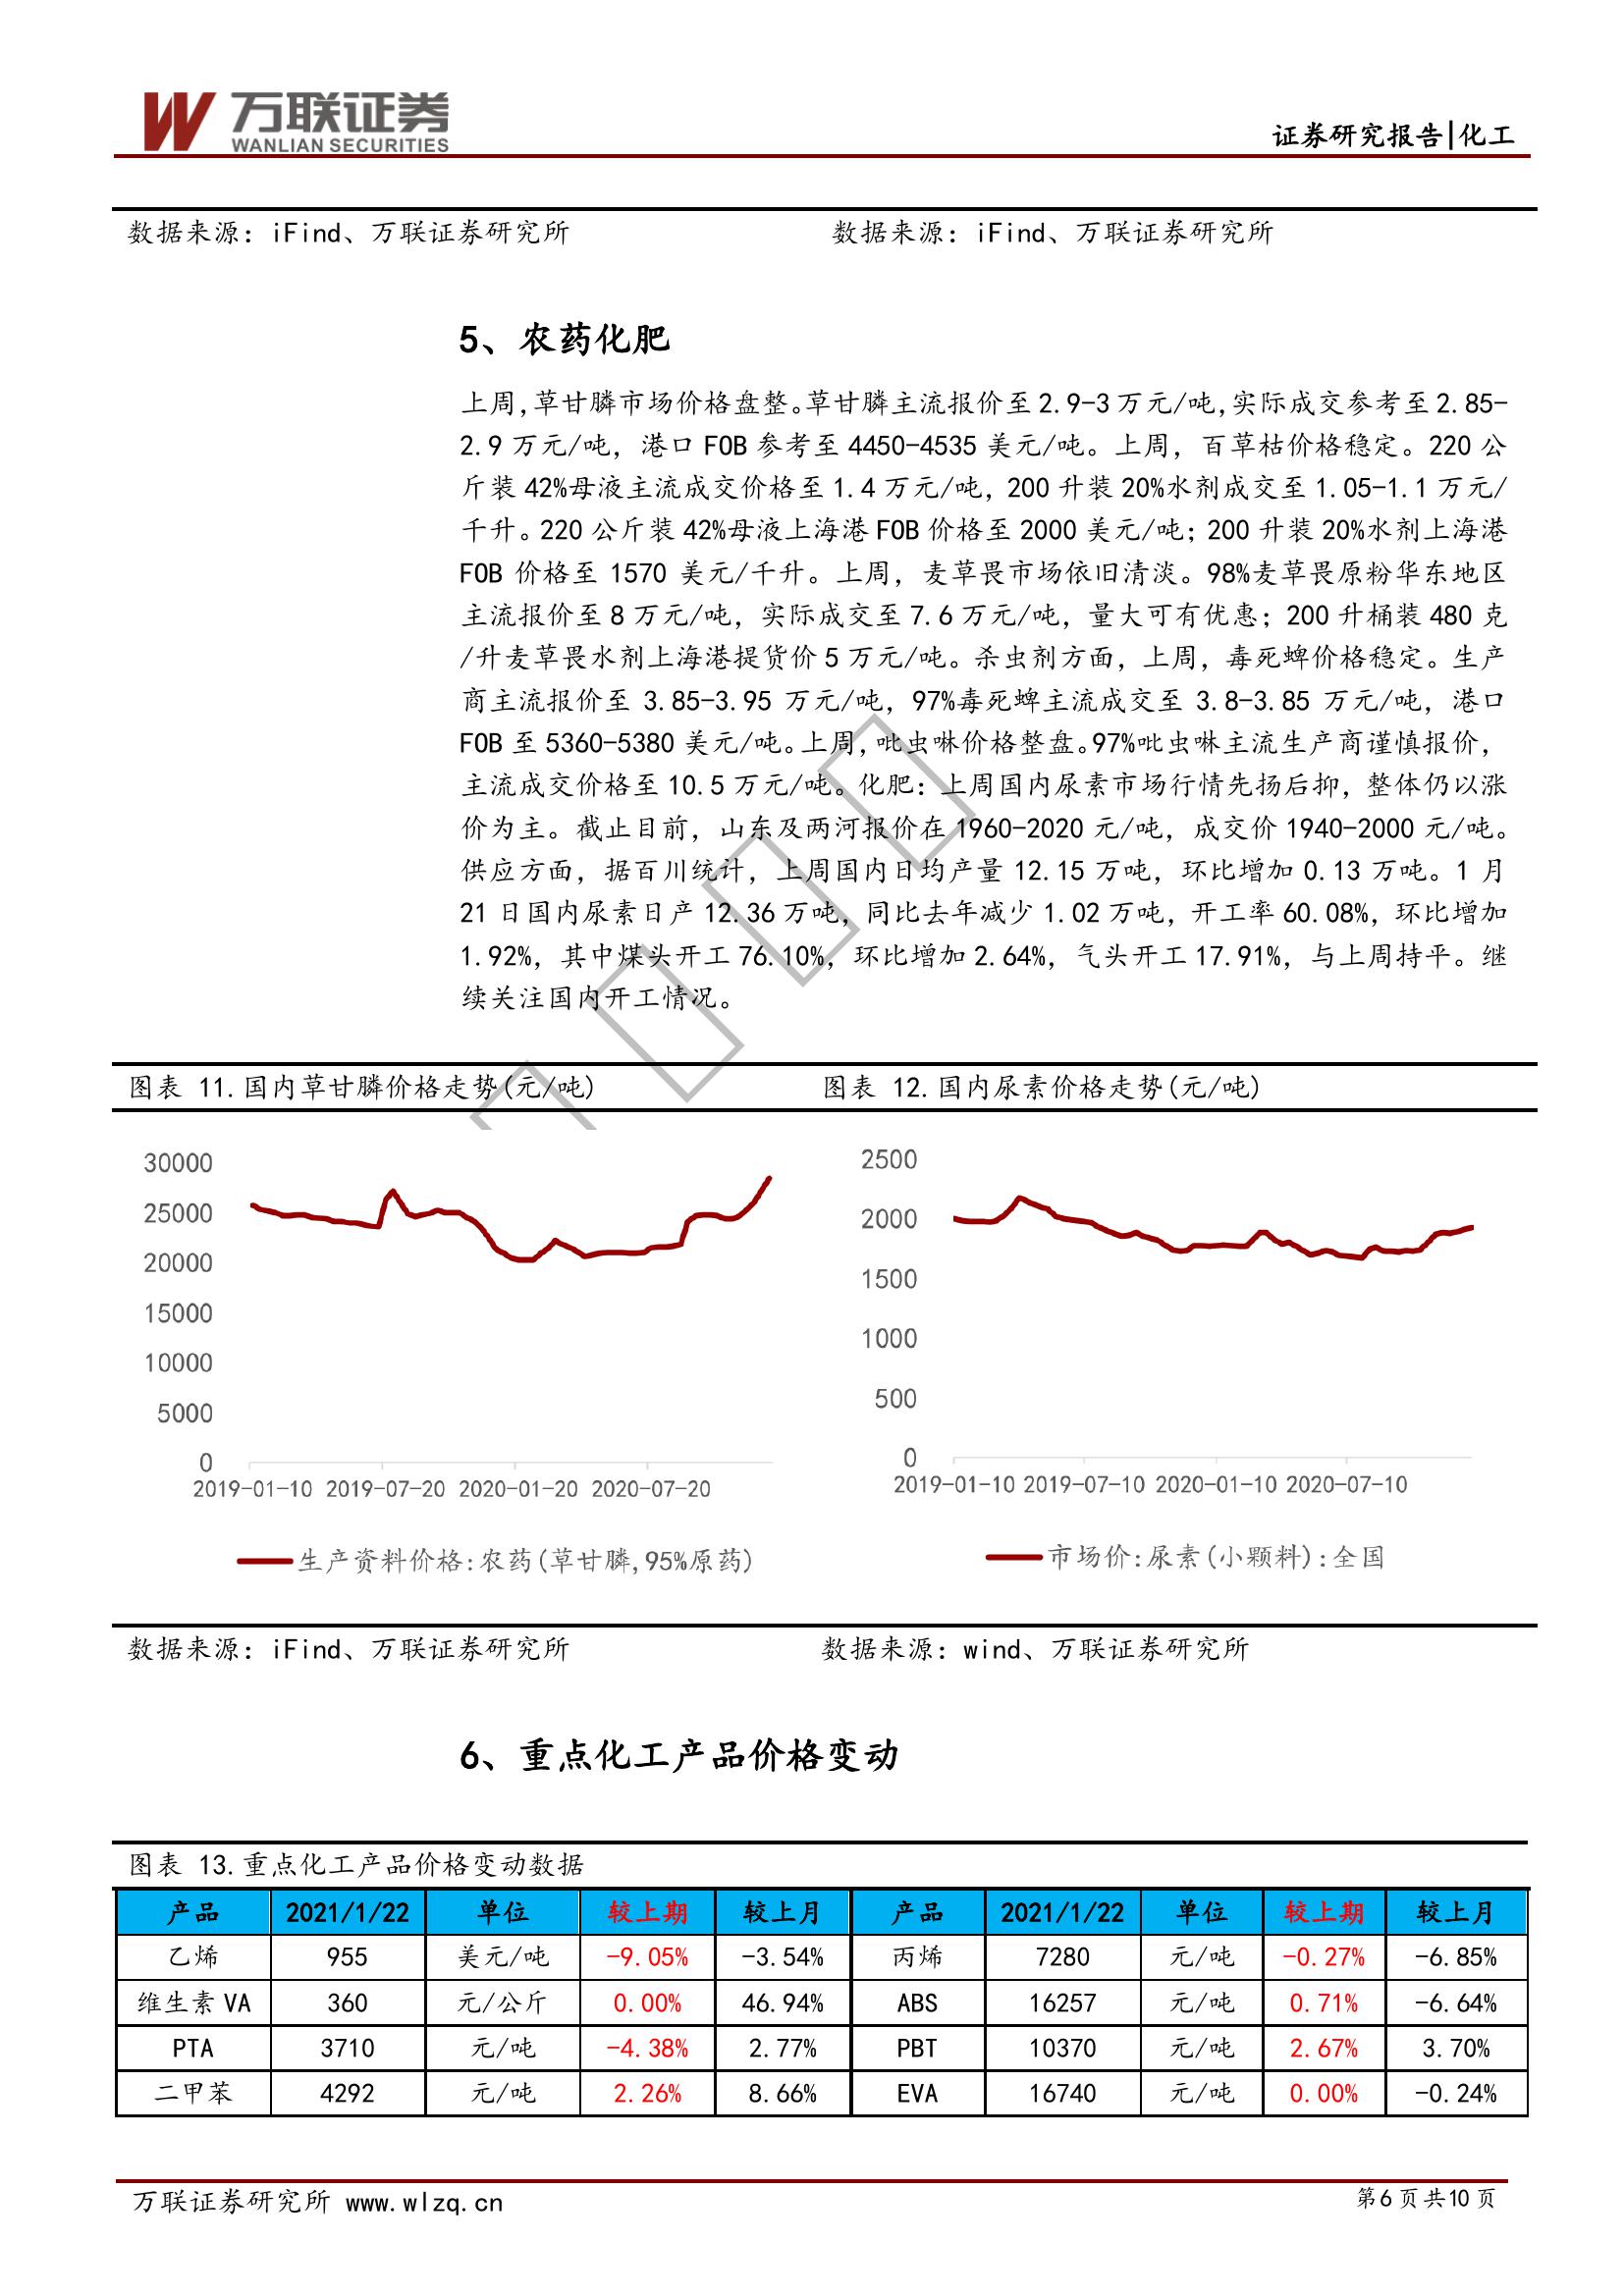 万联证券
WANLIAN SECURITIES
证券研究报告|化工
数据来源：iFind、万联证券研究所 数据来源：iFind、万联证券研究所
5、农药化肥
上周,草甘膦市场价格盘整。草甘膦主流报价至2.9-3万元/吨,实际成交参考至2.85-
2.9万元/吨，港口FOB参考至4450-4535美元/吨。上周，百草枯价格稳定。220公
斤装42%母液主流成交价格至1.4万元/吨，200升装20%水剂成交至1.05-1.1万元/
千升。220公斤装42%母液上海港FOB价格至2000美元/吨；200升装20%水剂上海港
FOB价格至1570美元/千升。上周，麦草畏市场依旧清淡。98%麦草畏原粉华东地区
主流报价至8万元/吨，实际成交至7.6万元/吨，量大可有优惠；200升桶装480克
/升麦草畏水剂上海港提货价5万元/吨。杀虫剂方面，上周，毒死蜱价格稳定。生产
商主流报价至3.85-3.95万元/吨，97%毒死蜱主流成交至3.8-3.85万元/吨，港口
FOB至5360-5380美元/吨。上周，吡虫啉价格整盘。97%吡虫啉主流生产商谨慎报价，
主流成交价格至10.5万元/吨。化肥：上周国内尿素市场行情先扬后抑，整体仍以涨
价为主。截止目前，山东及两河报价在1960-2020元/吨，成交价1940-2000元/吨。
供应方面，据百川统计，上周国内日均产量12.15万吨，环比增加0.13万吨。1月
21日国内尿素日产12.36万吨，同比去年减少1.02万吨，开工率60.08%，环比增加
1.92%，其中煤头开工76.10%，环比增加2.64%，气头开工17.91%，与上周持平。继
续关注国内开工情况。
图表 11.国内草甘膦价格走势(元/吨) 图表 12.国内尿素价格走势(元/吨)
30000
25000
20000
15000
10000
5000
0
2019-01-10 2019-07-20 2020-01-20 2020-07-20
生产资料价格:农药(草甘膦,95%原药)
2500
2000
1500
1000
500
0
2019-01-10 2019-07-10 2020-01-10 2020-07-10
市场价:尿素(小颗料):全国
数据来源：iFind、万联证券研究所 数据来源：wind、万联证券研究所
6、重点化工产品价格变动
图表 13.重点化工产品价格变动数据
产品 2021/1/22 单位 较上期 较上月 产品 2021/1/22 单位 较上期 较上月
乙烯 955 美元/吨 -9.05% -3.54% 丙烯 7280 元/吨 -0.27% -6.85%
维生素VA 360 元/公斤 0.00% 46.94% ABS 16257 元/吨 0.71% -6.64%
PTA 3710 元/吨 -4.38% 2.77% PBT 10370 元/吨 2.67% 3.70%
二甲苯 4292 元/吨 2.26% 8.66% EVA 16740 元/吨 0.00% -0.24%
万联证券研究所 www.wlzq.cn 第6页共10页